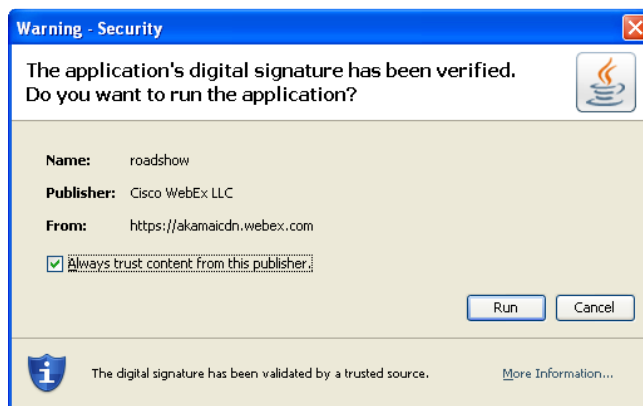 Warning - Security
The application's digital signature has been verified.
Do you want to run the application?
Name: roadshow
Publisher: Cisco WebEx LLC
From: https://akamaicdn.webex.com
Always trust content from this publisher.
Run Cancel
The digital signature has been validated by a trusted source. More Information...